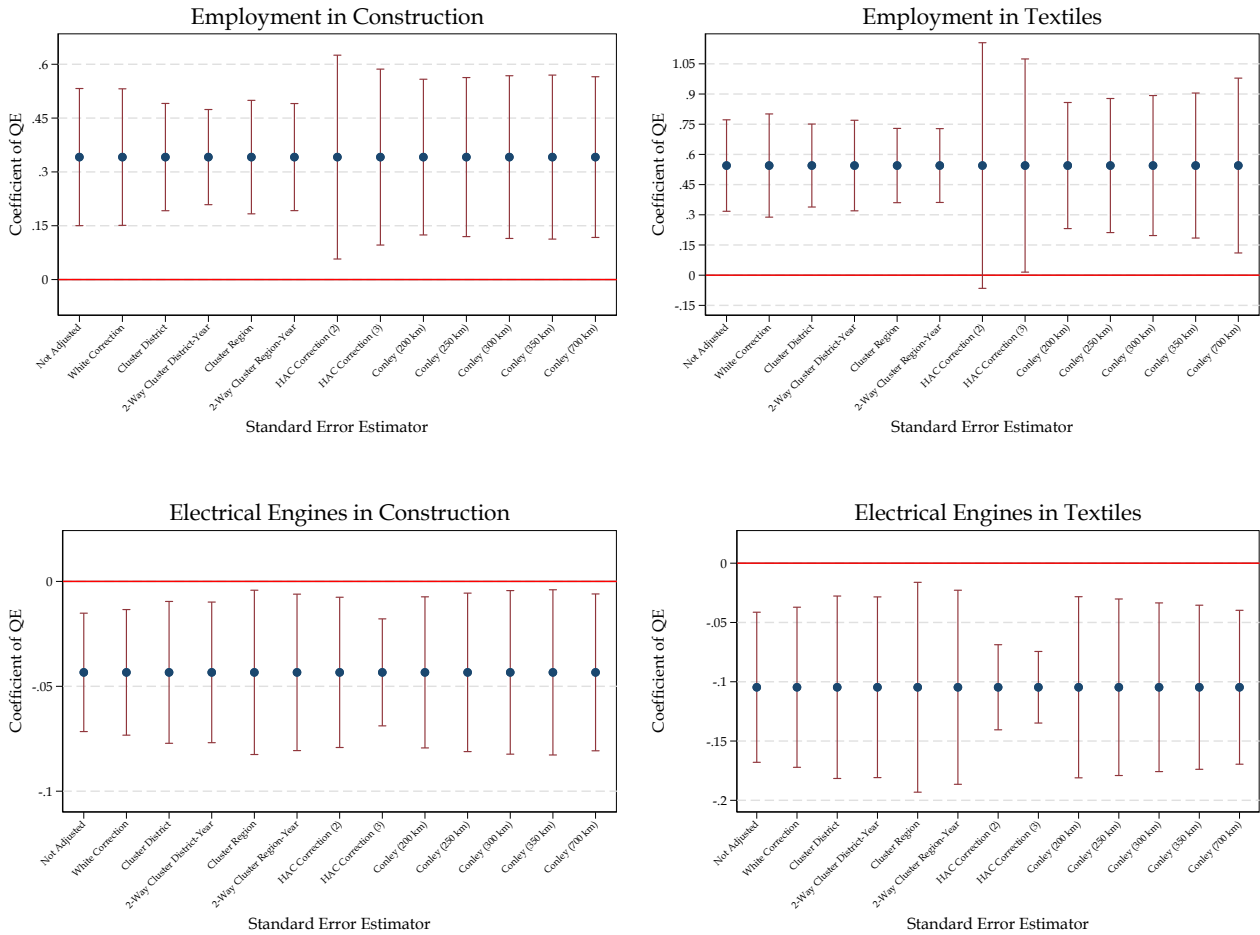 Employment in Construction
Coefficient of QE
.6
.45
.3
.15
0
Not Adjusted
White Correction
Cluster District
2-Way Cluster District-Year
Cluster Region
2-Way Cluster Region-Year
HAC Correction (2)
HAC Correction (3)
Conley (200 km)
Conley (250 km)
Conley (300 km)
Conley (350 km)
Conley (700 km)
Standard Error Estimator
Employment in Textiles
Coefficient of QE
1.05
.9
.75
.6
.45
.3
.15
0
-.15
Not Adjusted
White Correction
Cluster District
2-Way Cluster District-Year
Cluster Region
2-Way Cluster Region-Year
HAC Correction (2)
HAC Correction (3)
Conley (200 km)
Conley (250 km)
Conley (300 km)
Conley (350 km)
Conley (700 km)
Standard Error Estimator
Electrical Engines in Construction
Coefficient of QE
0
-.05
-.1
Not Adjusted
White Correction
Cluster District
2-Way Cluster District-Year
Cluster Region
2-Way Cluster Region-Year
HAC Correction (2)
HAC Correction (3)
Conley (200 km)
Conley (250 km)
Conley (300 km)
Conley (350 km)
Conley (700 km)
Standard Error Estimator
Electrical Engines in Textiles
Coefficient of QE
0
-.05
-.1
-.15
-.2
Not Adjusted
White Correction
Cluster District
2-Way Cluster District-Year
Cluster Region
2-Way Cluster Region-Year
HAC Correction (2)
HAC Correction (3)
Conley (200 km)
Conley (250 km)
Conley (300 km)
Conley (350 km)
Conley (700 km)
Standard Error Estimator